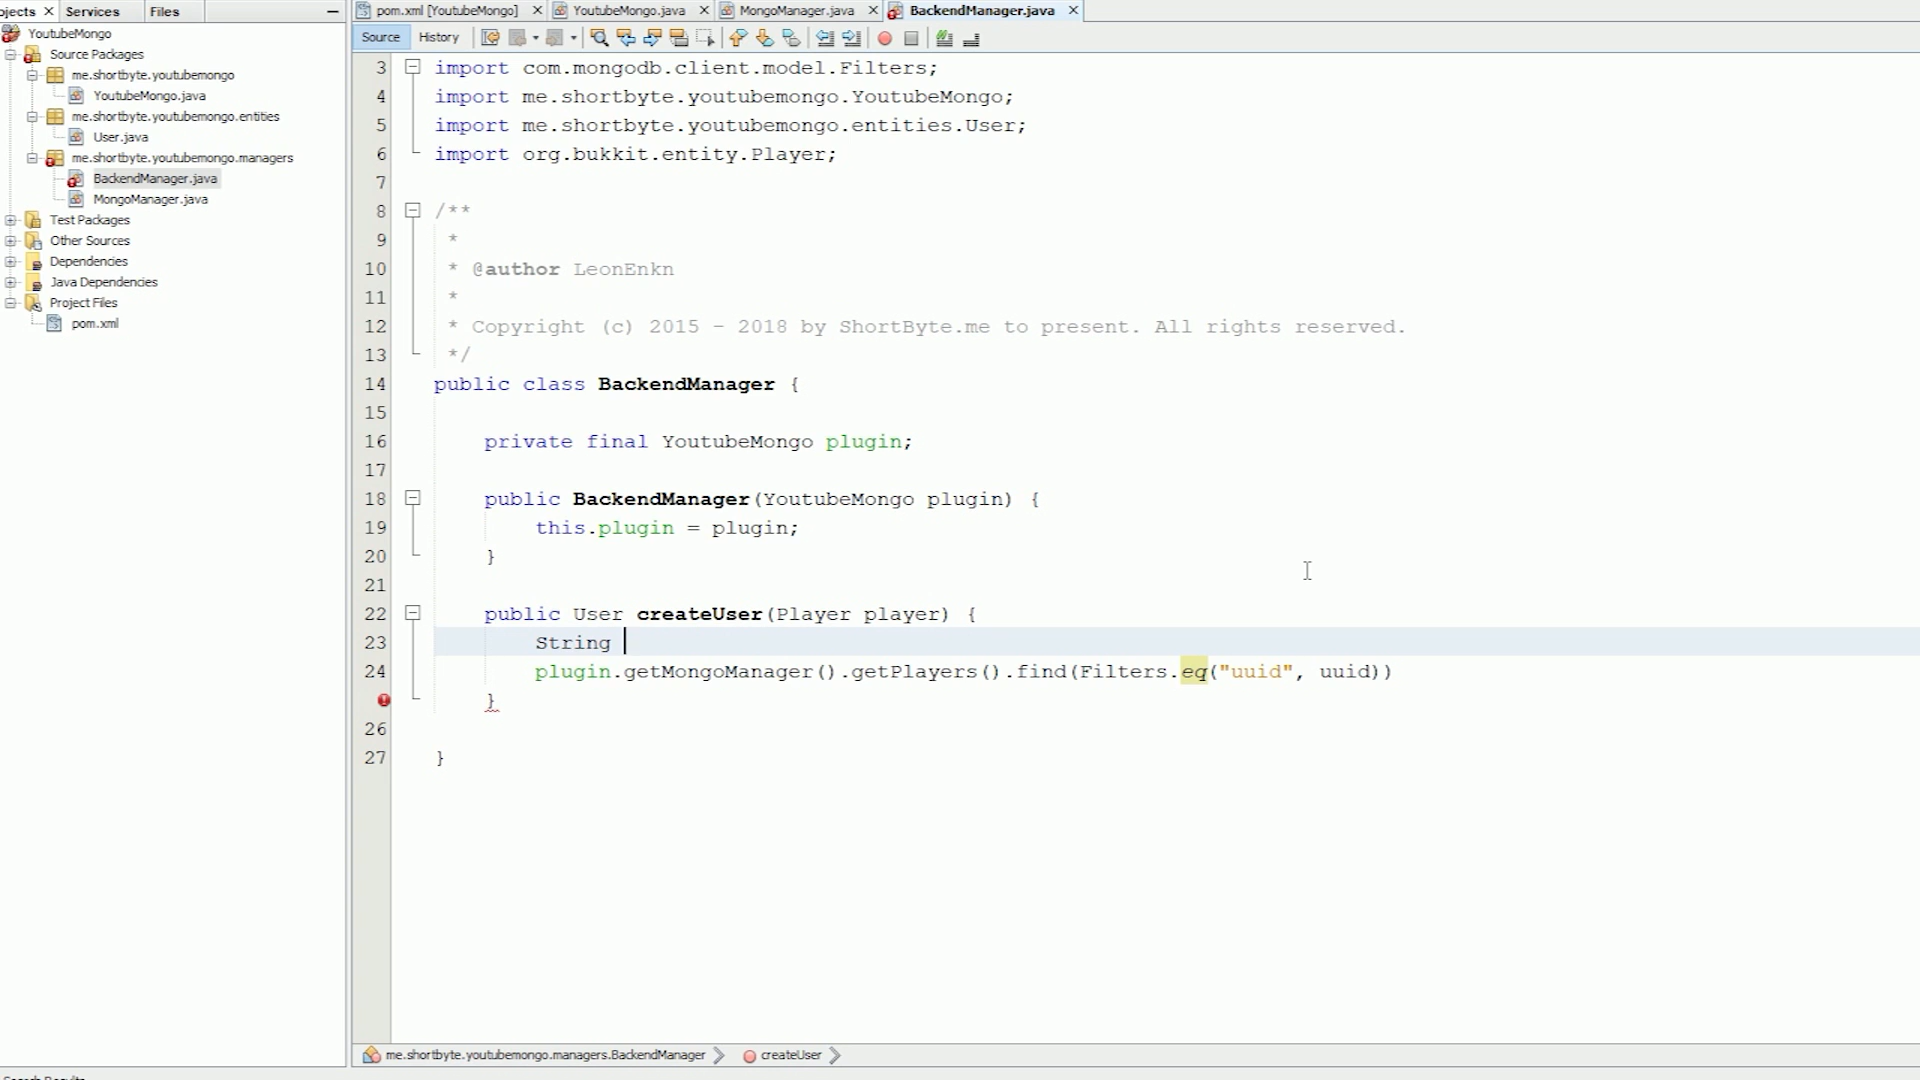 ojects
Services
Files
YoutubeMongo
Source Packages
me.shortbyte.youtubemongo
YoutubeMongo.java
me.shortbyte.youtubemongo.entities
User.java
me.shortbyte.youtubemongo.managers
BackendManager.java
MongoManager.java
Test Packages
Other Sources
Dependencies
Java Dependencies
Project Files
pom.xml
pom.xml [YoutubeMongo]
YoutubeMongo.java
MongoManager.java
BackendManager.java
Source
History
3 import com.mongodb.client.model.Filters;
4 import me.shortbyte.youtubemongo.YoutubeMongo;
5 import me.shortbyte.youtubemongo.entities.User;
6 import org.bukkit.entity.Player;
7
8 /**
9 *
10 * @author LeonEnkn
11 *
12 * Copyright (c) 2015 - 2018 by ShortByte.me to present. All rights reserved.
13 */
14 public class BackendManager {
15
16 private final YoutubeMongo plugin;
17
18 public BackendManager(YoutubeMongo plugin) {
19 this.plugin = plugin;
20 }
21
22 public User createUser(Player player) {
23 String
24 plugin.getMongoManager().getPlayers().find(Filters.eq("uuid", uuid))
}
26
27 }
me.shortbyte.youtubemongo.managers.BackendManager
createUser